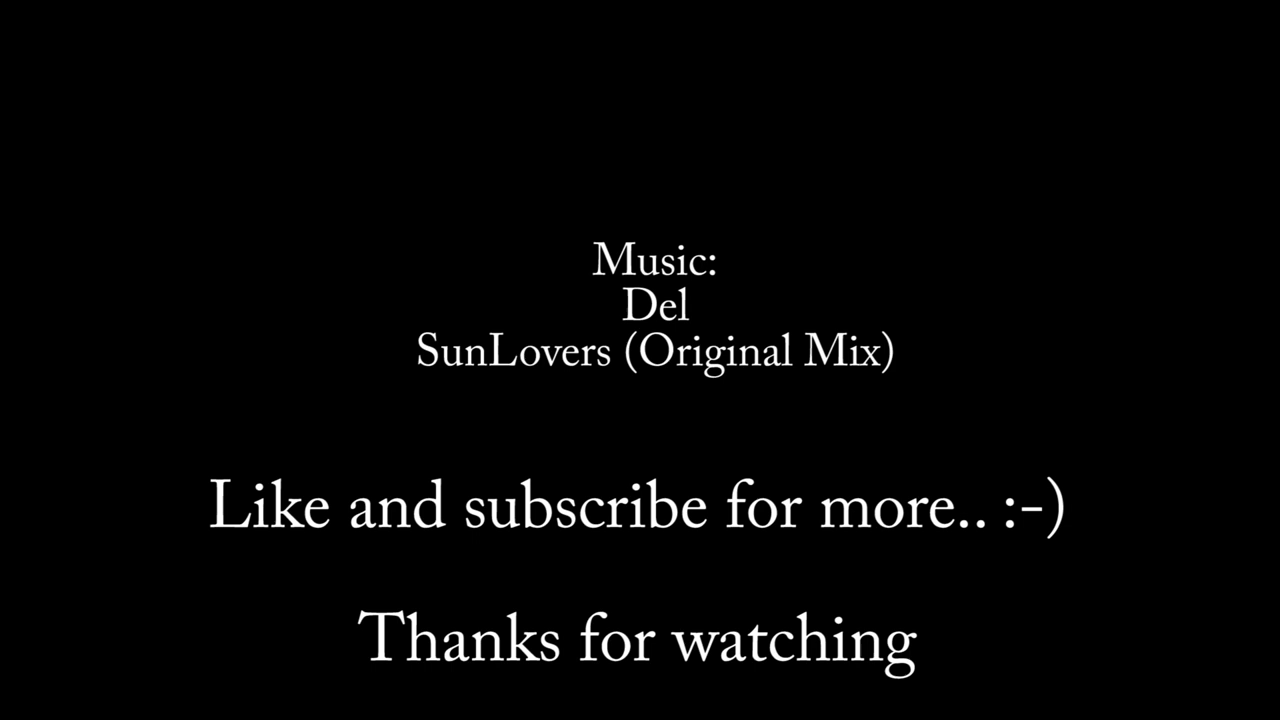 Music:
Del
SunLovers (Original Mix)
Like and subscribe for more.. :-)
Thanks for watching